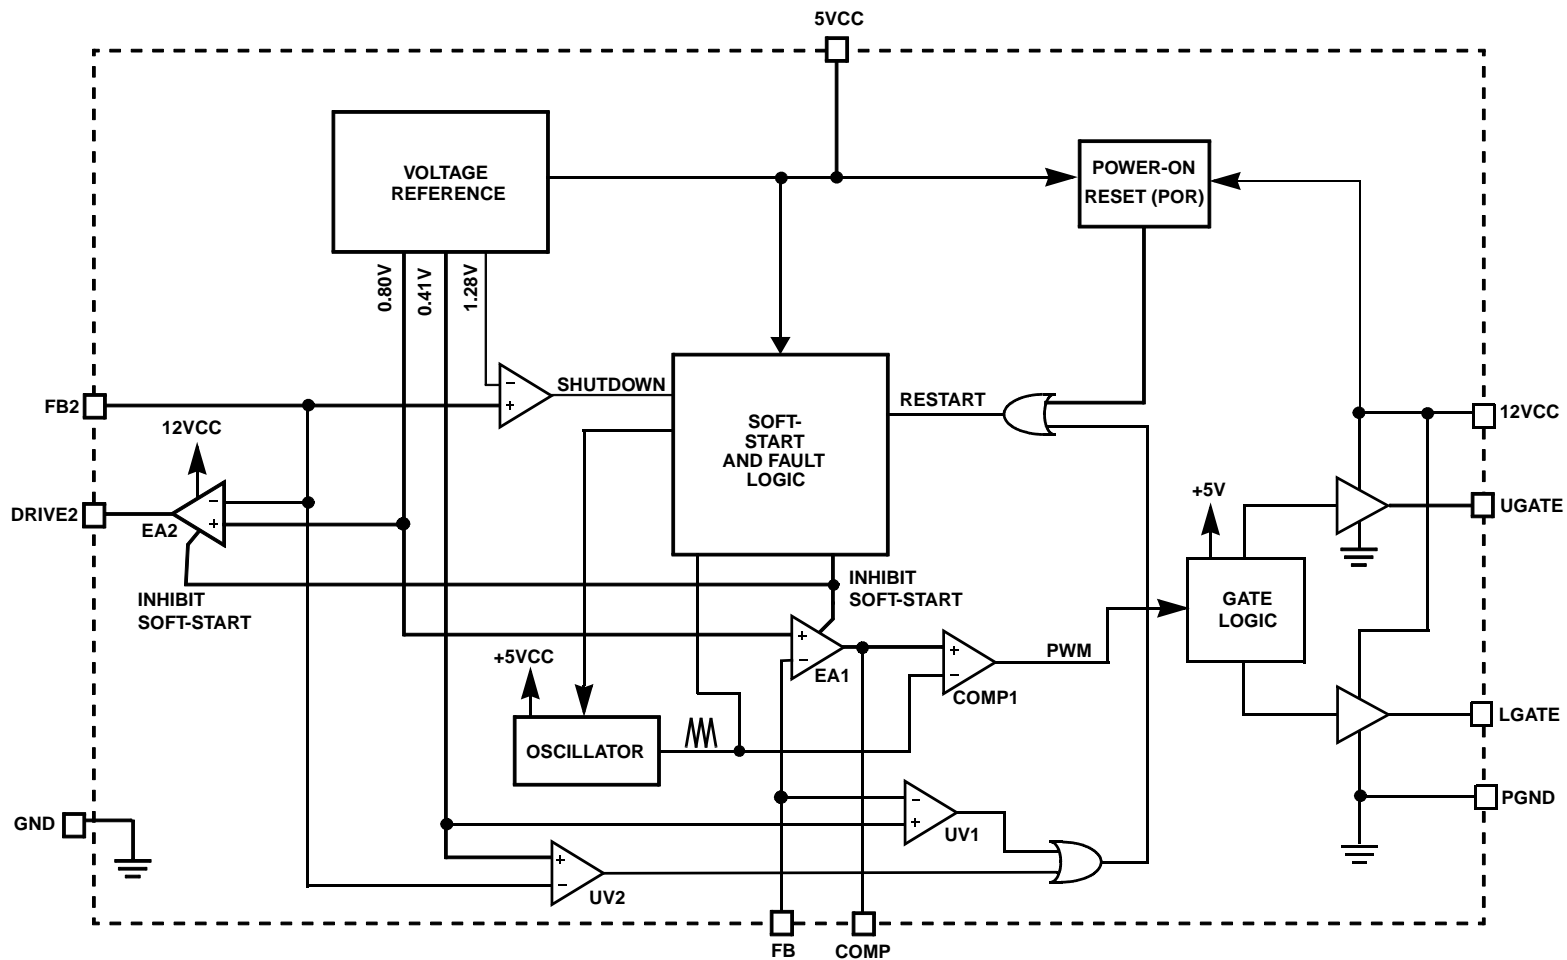 5VCC
VOLTAGE
REFERENCE
POWER-ON
RESET (POR)
0.80V
0.41V
1.28V
SHUTDOWN
RESTART
FB2
12VCC
12VCC
SOFT-
START
AND FAULT
LOGIC
-
+
-
+
DRIVE2
EA2
+5V
UGATE
INHIBIT
SOFT-START
INHIBIT
SOFT-START
GATE
LOGIC
+
-
EA1
+
-
COMP1
PWM
+5VCC
OSCILLATOR
LGATE
PGND
GND
-
+
UV1
+
-
UV2
FB
COMP